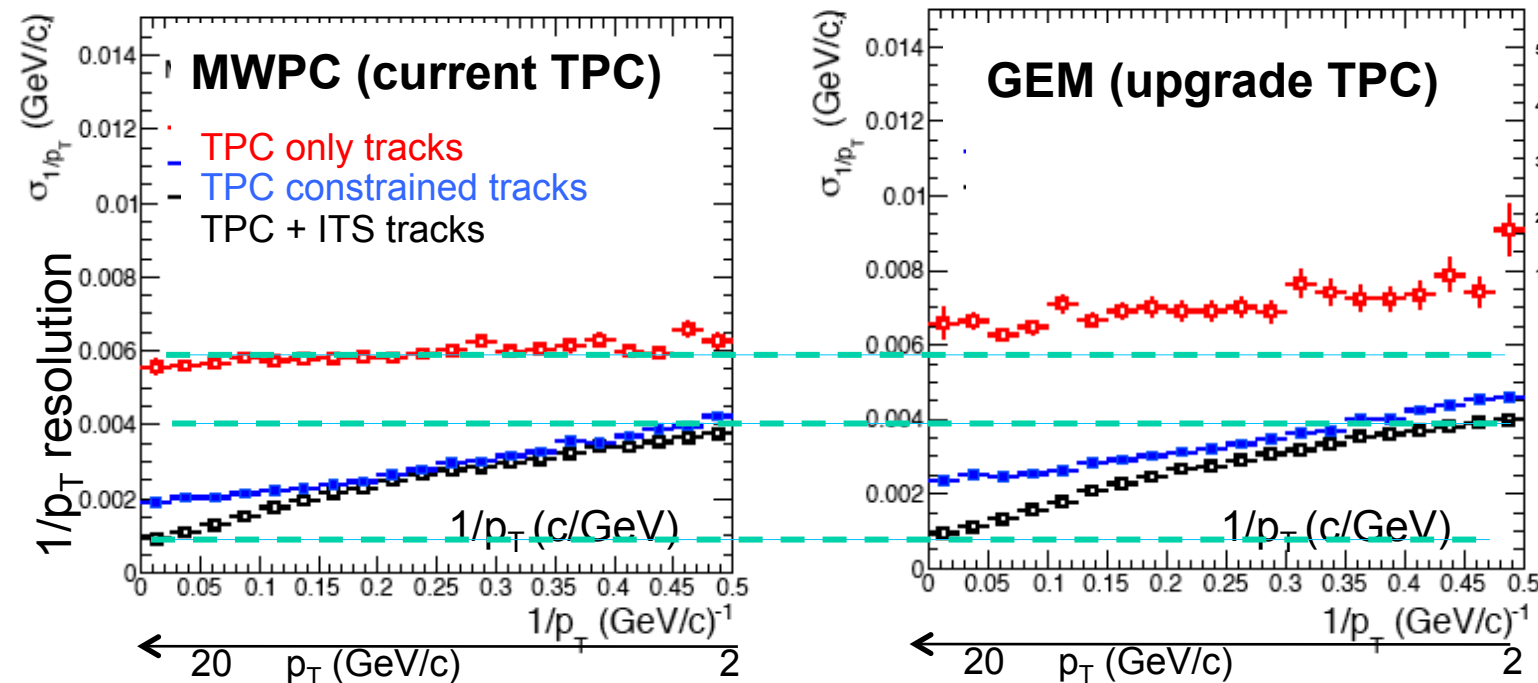 MWPC (current TPC)
TPC only tracks
TPC constrained tracks
TPC + ITS tracks
σ1/pT (GeV/c)
1/pT resolution
0.014
0.012
0.01
0.008
0.006
0.004
0.002
0
1/pT (c/GeV)
0 0.05 0.1 0.15 0.2 0.25 0.3 0.35 0.4 0.45 0.5
1/pT (GeV/c)-1
20 pT (GeV/c) 2
GEM (upgrade TPC)
σ1/pT (GeV/c)
0.014
0.012
0.01
0.008
0.006
0.004
0.002
0
1/pT (c/GeV)
0 0.05 0.1 0.15 0.2 0.25 0.3 0.35 0.4 0.45 0.5
1/pT (GeV/c)-1
20 pT (GeV/c) 2